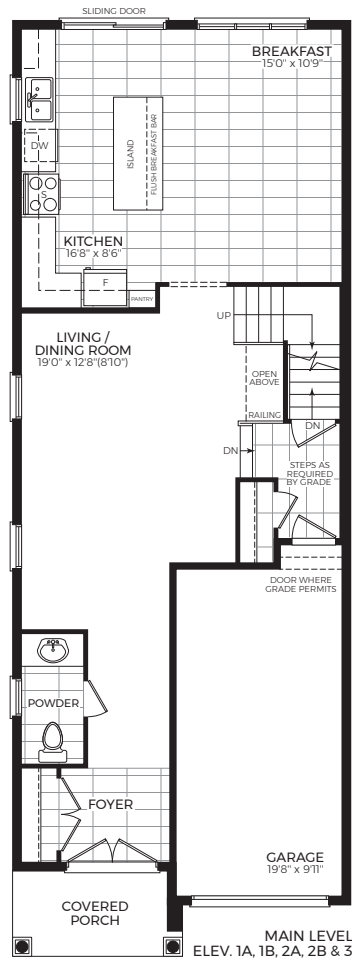 SLIDING DOOR
BREAKFAST
15'0" x 10'9"
DW
ISLAND
FLUSH BREAKFAST BAR
S
KITCHEN
16'8" x 8'6"
F
PANTRY
UP
LIVING /
DINING ROOM
19'0" x 12'8"(8'10")
OPEN
ABOVE
RAILING
DN
DN
STEPS AS
REQUIRED
BY GRADE
DOOR WHERE
GRADE PERMITS
POWDER
FOYER
GARAGE
19'8" x 9'11"
COVERED
PORCH
MAIN LEVEL
ELEV. 1A, 1B, 2A, 2B & 3